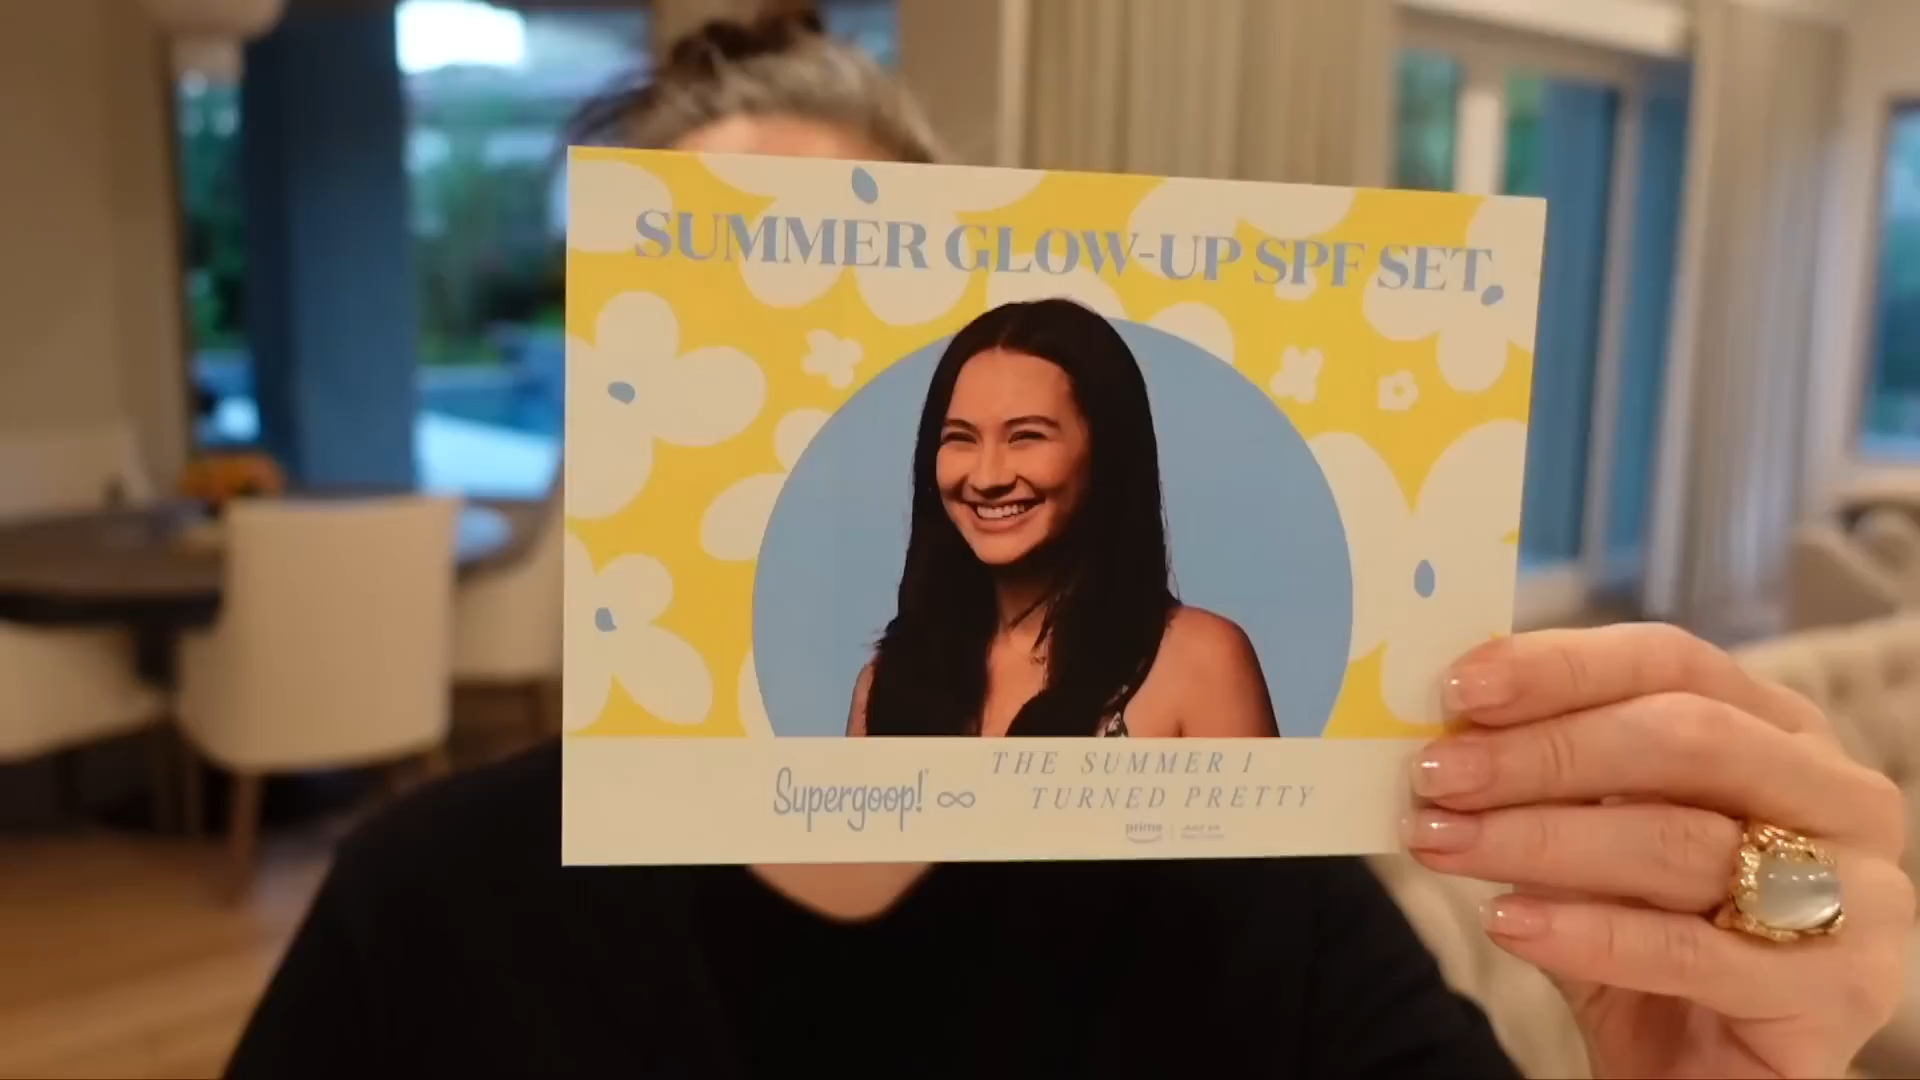 SUMMER GLOW-UP SPF SET
Supergoop! ∞
THE SUMMER I
TURNED PRETTY
prime